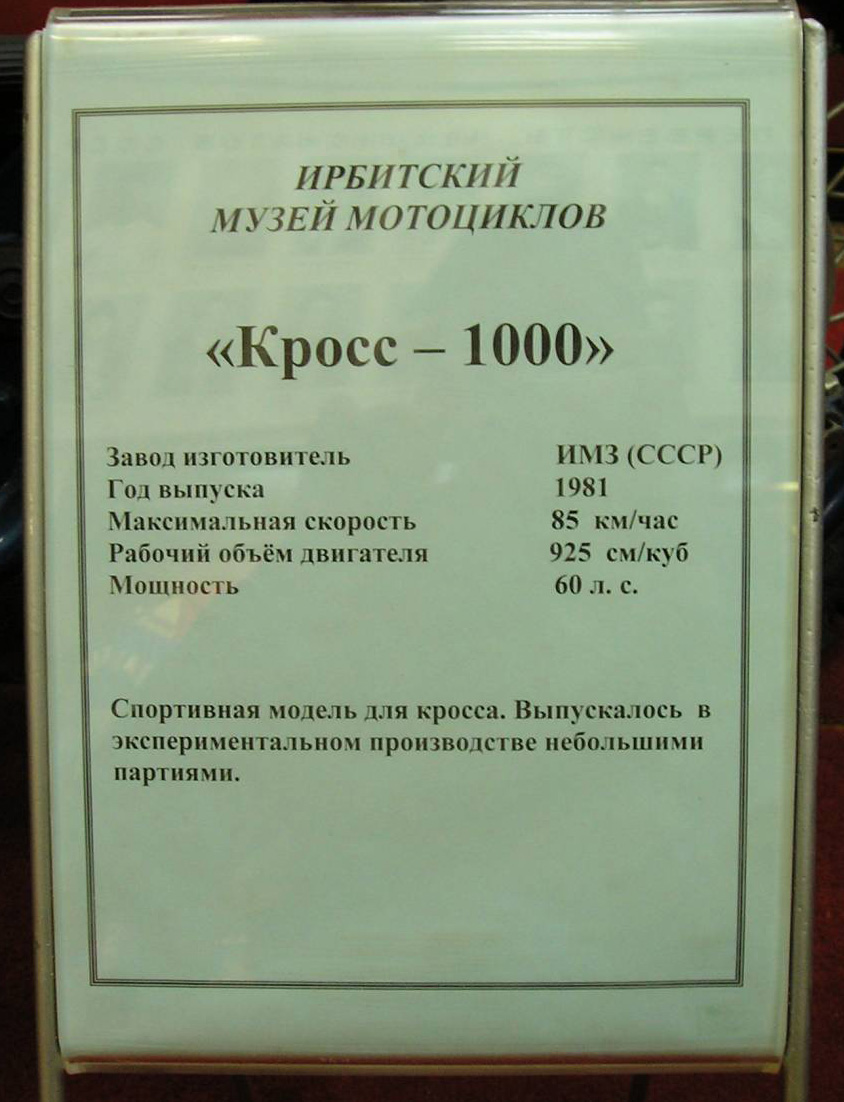 ИРБИТСКИЙ
МУЗЕЙ МОТОЦИКЛОВ
«Кросс – 1000»
Завод изготовитель ИМЗ (СССР)
Год выпуска 1981
Максимальная скорость 85 км/час
Рабочий объём двигателя 925 см/куб
Мощность 60 л. с.
Спортивная модель для кросса. Выпускалось в
экспериментальном производстве небольшими
партиями.